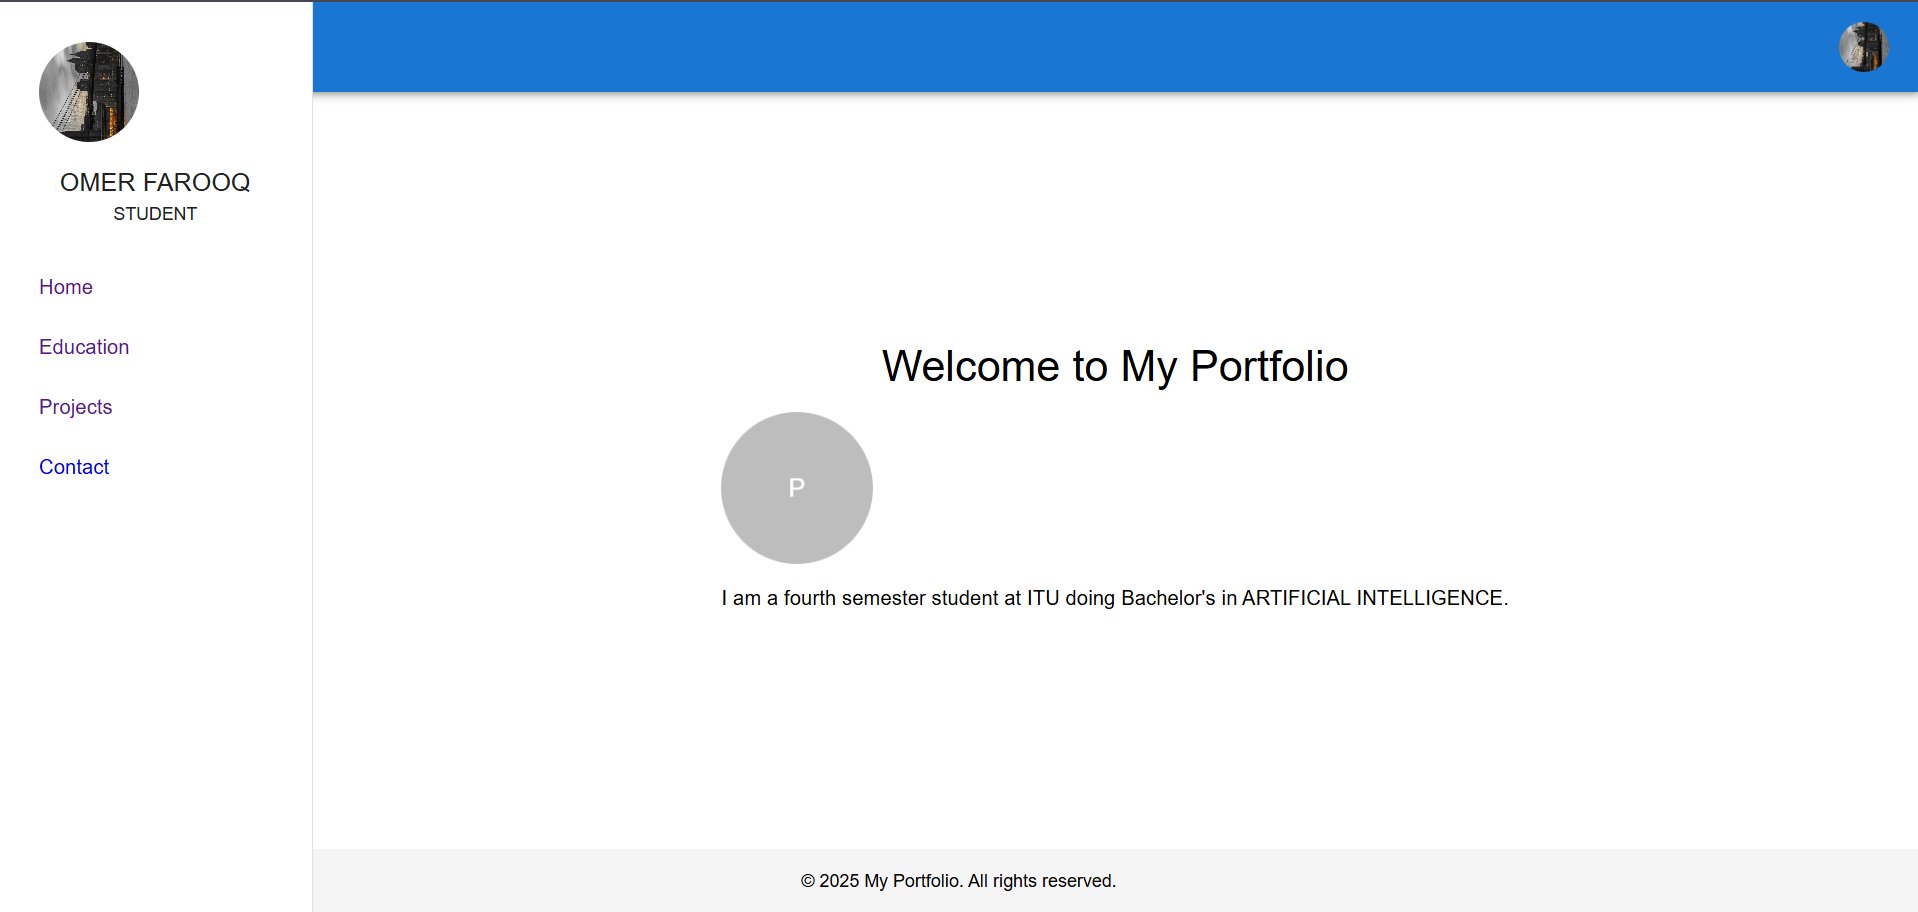 OMER FAROOQ
STUDENT
Home
Education
Projects
Contact
Welcome to My Portfolio
P
I am a fourth semester student at ITU doing Bachelor's in ARTIFICIAL INTELLIGENCE.
© 2025 My Portfolio. All rights reserved.